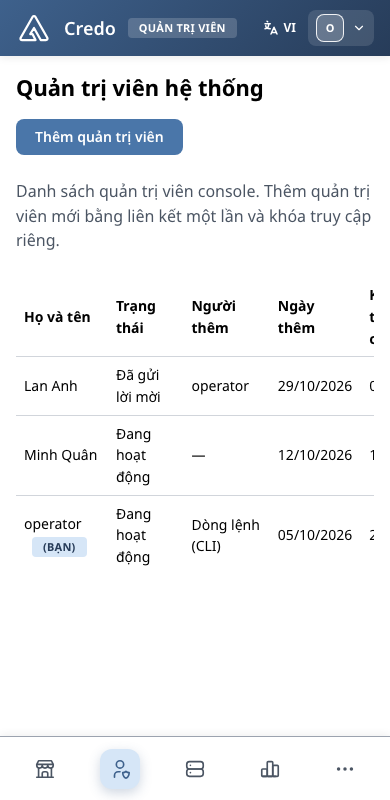 Credo
QUẢN TRỊ VIÊN
VI
O
Quản trị viên hệ thống
Thêm quản trị viên
Danh sách quản trị viên console. Thêm quản trị
viên mới bằng liên kết một lần và khóa truy cập
riêng.
Họ và tên
Trạng
thái
Người
thêm
Ngày
thêm
Lan Anh
Đã gửi
lời mời
operator
29/10/2026
Minh Quân
Đang
hoạt
động
—
12/10/2026
operator
(BẠN)
Đang
hoạt
động
Dòng lệnh
(CLI)
05/10/2026